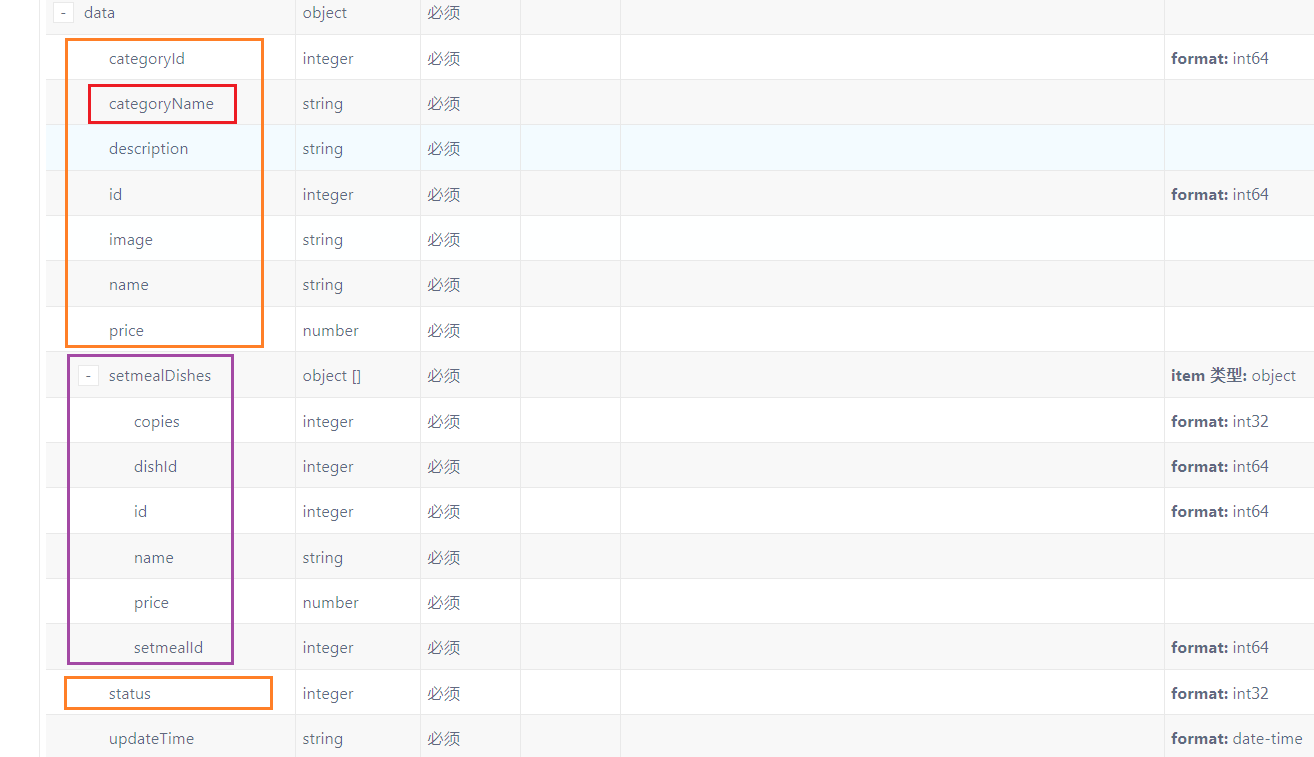 - data object 必须
categoryId integer 必须 format: int64
categoryName string 必须
description string 必须
id integer 必须 format: int64
image string 必须
name string 必须
price number 必须
- setmealDishes object [] 必须 item 类型: object
copies integer 必须 format: int32
dishId integer 必须 format: int64
id integer 必须 format: int64
name string 必须
price number 必须
setmealId integer 必须 format: int64
status integer 必须 format: int32
updateTime string 必须 format: date-time